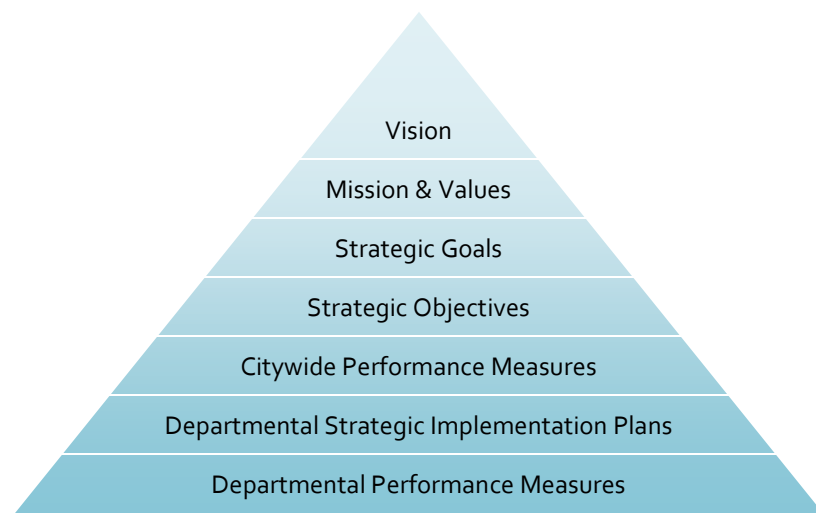 Vision
Mission & Values
Strategic Goals
Strategic Objectives
Citywide Performance Measures
Departmental Strategic Implementation Plans
Departmental Performance Measures